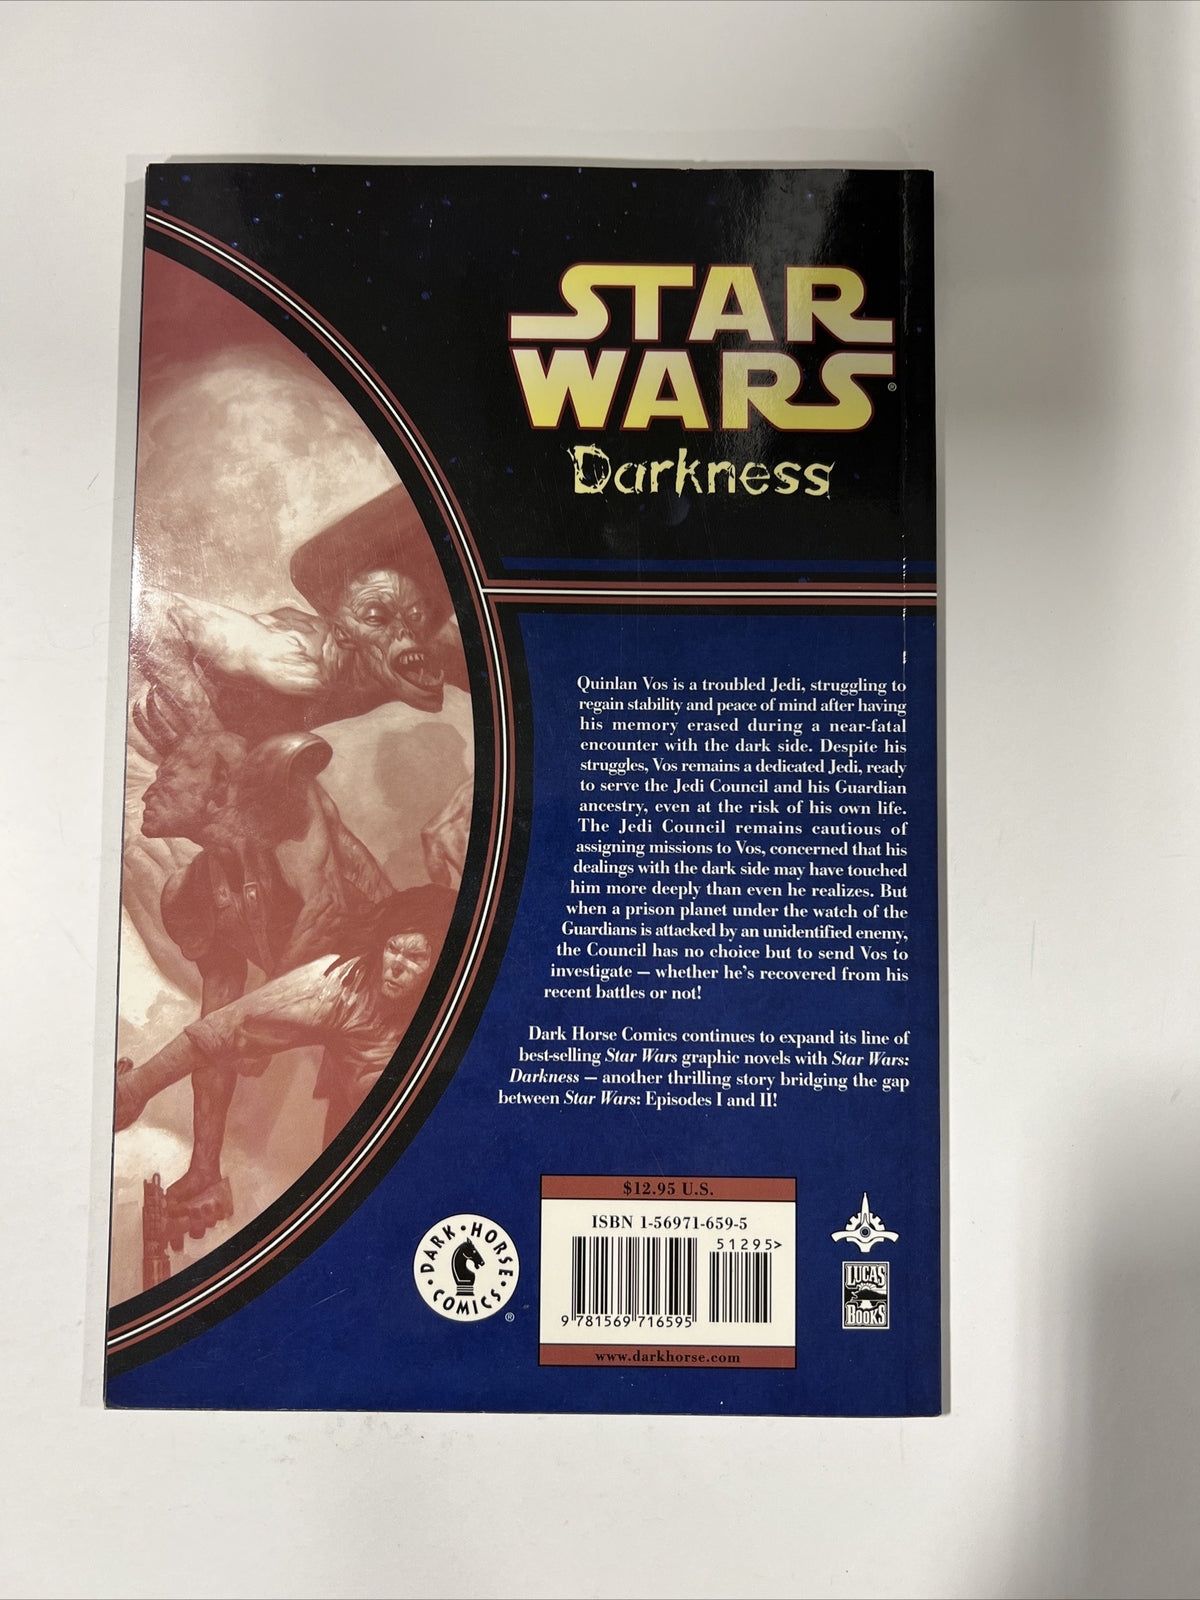 STAR
WARS®
Darkness
Quinlan Vos is a troubled Jedi, struggling to
regain stability and peace of mind after having
his memory erased during a near-fatal
encounter with the dark side. Despite his
struggles, Vos remains a dedicated Jedi, ready
to serve the Jedi Council and his Guardian
ancestry, even at the risk of his own life.
The Jedi Council remains cautious of
assigning missions to Vos, concerned that his
dealings with the dark side may have touched
him more deeply than even he realizes. But
when a prison planet under the watch of the
Guardians is attacked by an unidentified enemy,
the Council has no choice but to send Vos to
investigate — whether he's recovered from his
recent battles or not!
Dark Horse Comics continues to expand its line of
best-selling Star Wars graphic novels with Star Wars:
Darkness — another thrilling story bridging the gap
between Star Wars: Episodes I and II!
$12.95 U.S.
ISBN 1-56971-659-5
51295>
9 781569 716595
www.darkhorse.com
DARK • HORSE • COMICS •
®
LUCAS
BOOKS